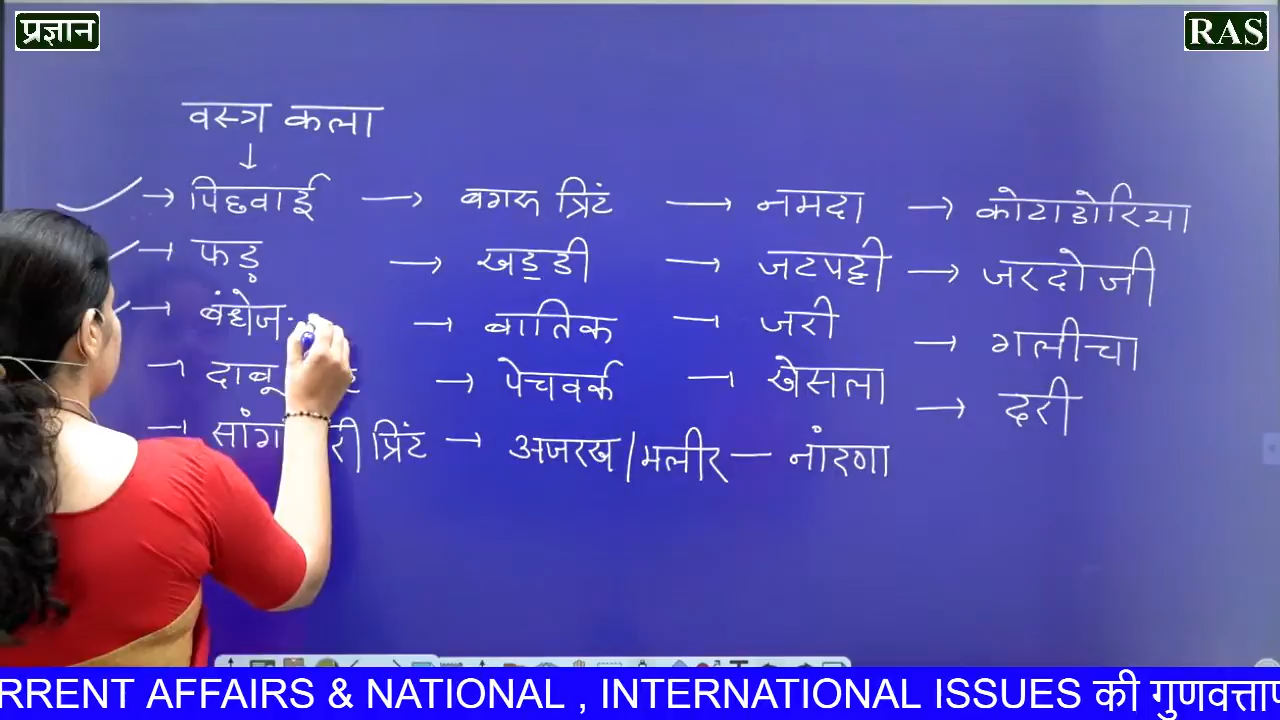 प्रज्ञान
RAS
वस्त्र कला
↓
→ पिछवाई → बगरू प्रिंट → नमदा → कोटाडोरिया
→ फड़ → खड्डी → जटपट्टी → जरदोजी
→ बंधेज → बातिक → जरी → गलीचा
→ दाबू → पेचवर्क → खेसला → दरी
→ प्रिंट → अजरख/मलीर — नांरगा
RRENT AFFAIRS & NATIONAL , INTERNATIONAL ISSUES की